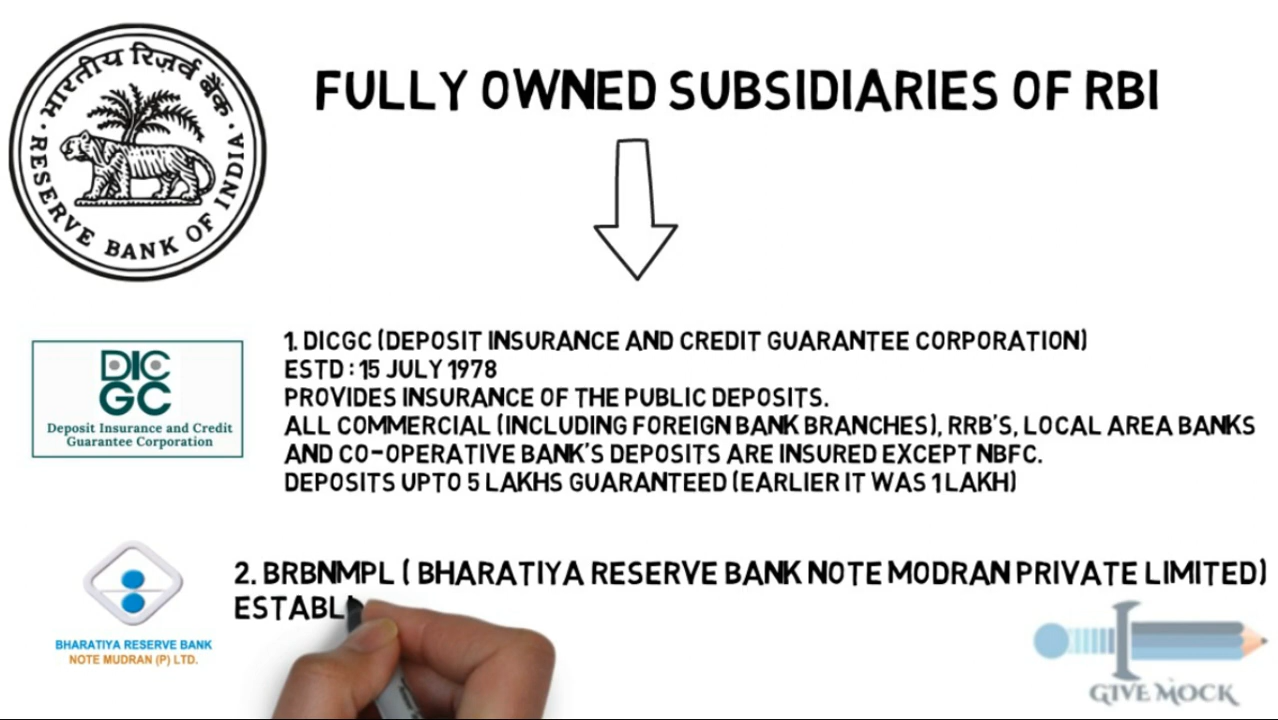 भारतीय रिज़र्व बैंक
RESERVE BANK OF INDIA
FULLY OWNED SUBSIDIARIES OF RBI
DIC
GC
Deposit Insurance and Credit
Guarantee Corporation
1. DICGC (DEPOSIT INSURANCE AND CREDIT GUARANTEE CORPORATION)
ESTD : 15 JULY 1978
PROVIDES INSURANCE OF THE PUBLIC DEPOSITS.
ALL COMMERCIAL (INCLUDING FOREIGN BANK BRANCHES), RRB'S, LOCAL AREA BANKS
AND CO-OPERATIVE BANK'S DEPOSITS ARE INSURED EXCEPT NBFC.
DEPOSITS UPTO 5 LAKHS GUARANTEED (EARLIER IT WAS 1 LAKH)
BHARATIYA RESERVE BANK
NOTE MUDRAN (P) LTD.
2. BRBNMPL ( BHARATIYA RESERVE BANK NOTE MODRAN PRIVATE LIMITED)
ESTABL
I
GIVE MOCK